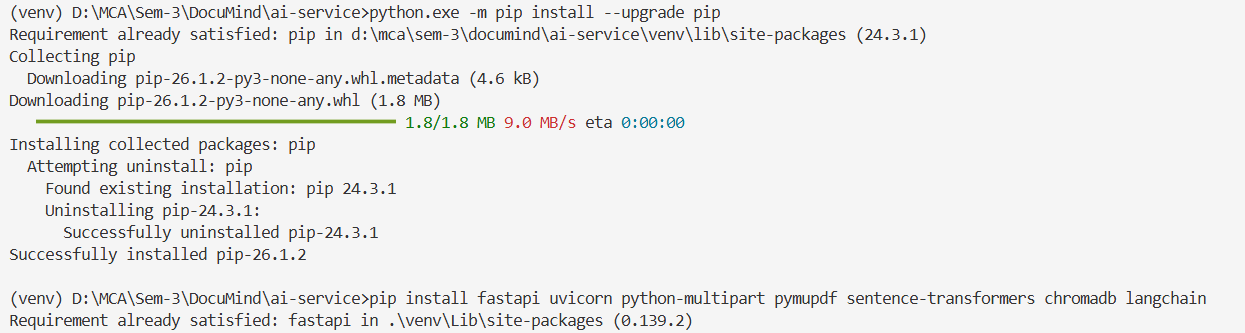 (venv) D:\MCA\Sem-3\DocuMind\ai-service>python.exe -m pip install --upgrade pip
Requirement already satisfied: pip in d:\mca\sem-3\documind\ai-service\venv\lib\site-packages (24.3.1)
Collecting pip
  Downloading pip-26.1.2-py3-none-any.whl.metadata (4.6 kB)
Downloading pip-26.1.2-py3-none-any.whl (1.8 MB)
1.8/1.8 MB 9.0 MB/s eta 0:00:00
Installing collected packages: pip
  Attempting uninstall: pip
    Found existing installation: pip 24.3.1
    Uninstalling pip-24.3.1:
      Successfully uninstalled pip-24.3.1
Successfully installed pip-26.1.2
(venv) D:\MCA\Sem-3\DocuMind\ai-service>pip install fastapi uvicorn python-multipart pymupdf sentence-transformers chromadb langchain
Requirement already satisfied: fastapi in .\venv\Lib\site-packages (0.139.2)